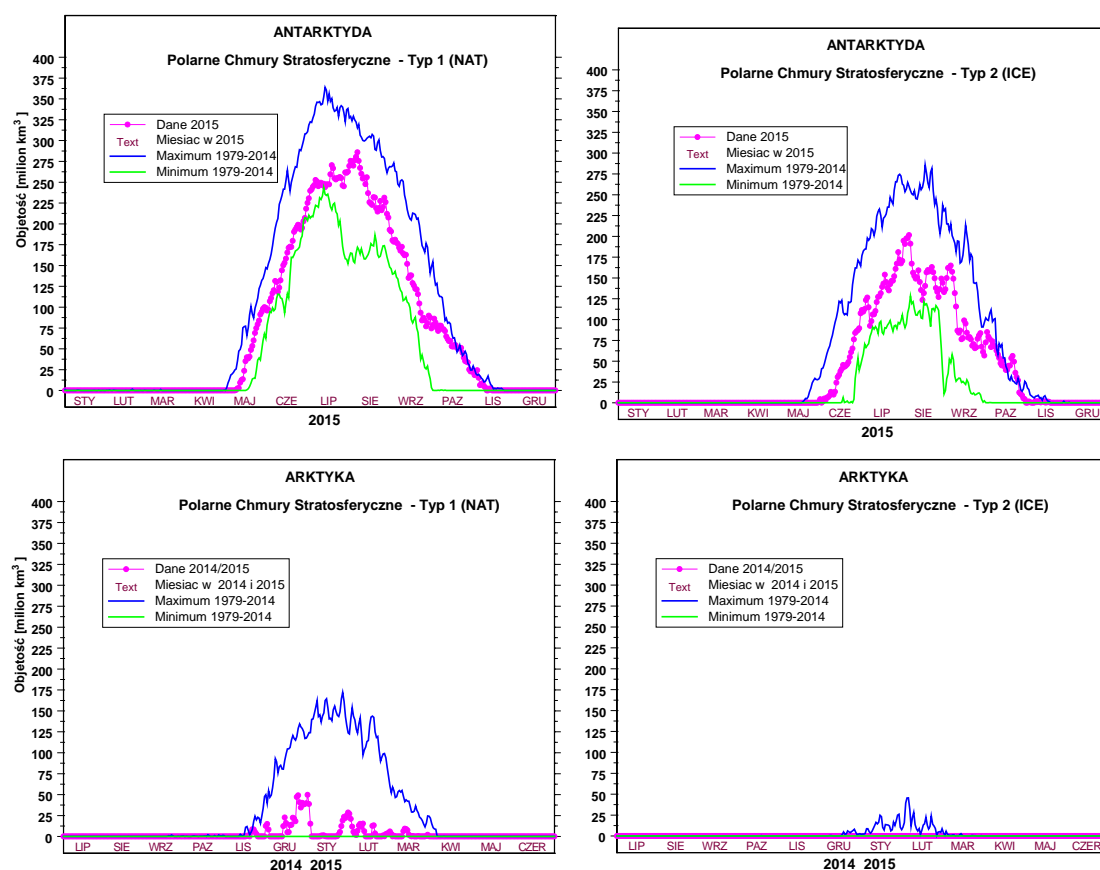 ANTARKTYDA
Polarne Chmury Stratosferyczne - Typ 1 (NAT)
400
375
350
325
300
275
250
225
200
175
150
125
100
75
50
25
0
Objetość [milion km³ ]
Dane 2015
Text Miesiac w 2015
Maximum 1979-2014
Minimum 1979-2014
STY LUT MAR KWI MAJ CZE LIP SIE WRZ PAZ LIS GRU
2015
ANTARKTYDA
Polarne Chmury Stratosferyczne - Typ 2 (ICE)
400
375
350
325
300
275
250
225
200
175
150
125
100
75
50
25
0
Dane 2015
Text Miesiac w 2015
Maximum 1979-2014
Minimum 1979-2014
STY LUT MAR KWI MAJ CZE LIP SIE WRZ PAZ LIS GRU
2015
ARKTYKA
Polarne Chmury Stratosferyczne - Typ 1 (NAT)
400
375
350
325
300
275
250
225
200
175
150
125
100
75
50
25
0
Objetość [milion km³ ]
Dane 2014/2015
Text Miesiac w 2014 i 2015
Maximum 1979-2014
Minimum 1979-2014
LIP SIE WRZ PAZ LIS GRU STY LUT MAR KWI MAJ CZER
2014 2015
ARKTYKA
Polarne Chmury Stratosferyczne - Typ 2 (ICE)
400
375
350
325
300
275
250
225
200
175
150
125
100
75
50
25
0
Dane 2014/2015
Text Miesiac w 2014 i 2015
Maximum 1979-2014
Minimum 1979-2014
LIP SIE WRZ PAZ LIS GRU STY LUT MAR KWI MAJ CZER
2014 2015